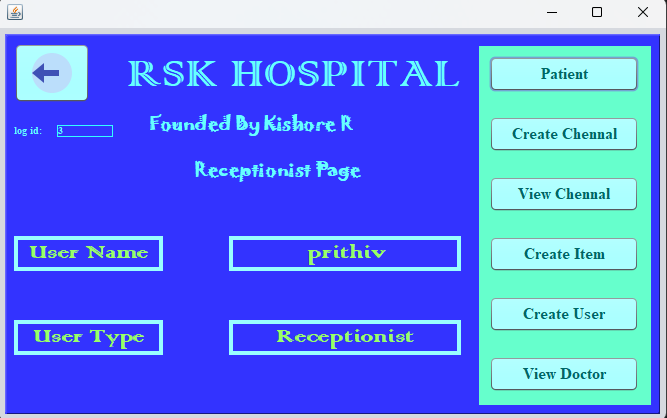 RSK HOSPITAL
Founded By Kishore R
log id: 3
Receptionist Page
User Name prithiv
User Type Receptionist
Patient
Create Chennal
View Chennal
Create Item
Create User
View Doctor